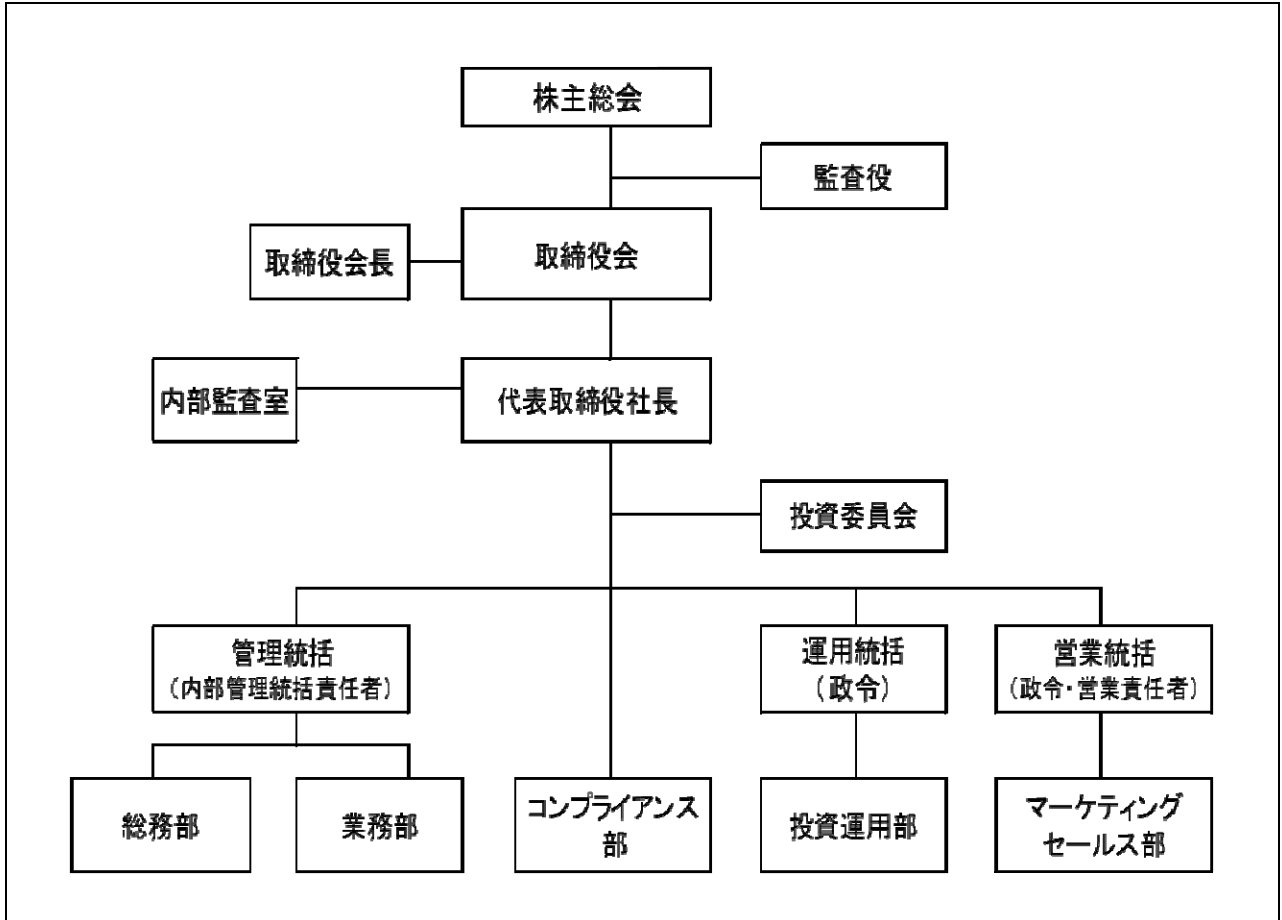 株主総会
監査役
取締役会長
取締役会
内部監査室
代表取締役社長
投資委員会
管理統括
（内部管理統括責任者）
運用統括
（政令）
営業統括
（政令・営業責任者）
総務部
業務部
コンプライアンス
部
投資運用部
マーケティング
セールス部